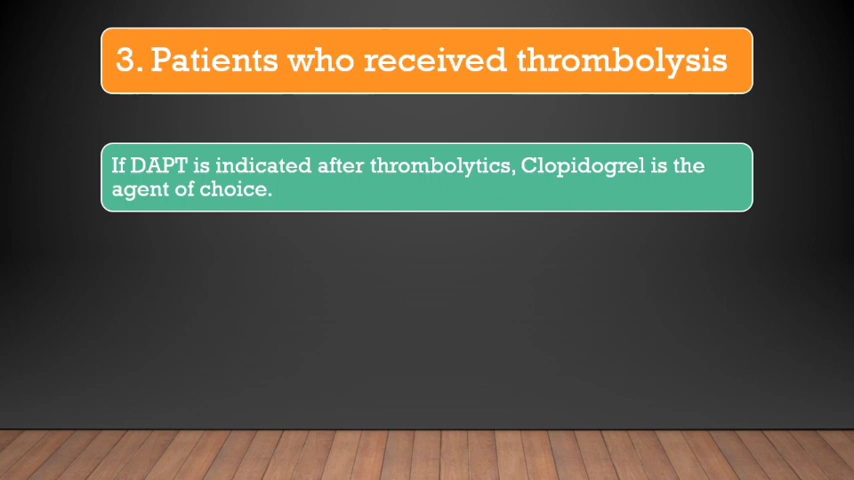 3. Patients who received thrombolysis
If DAPT is indicated after thrombolytics, Clopidogrel is the
agent of choice.